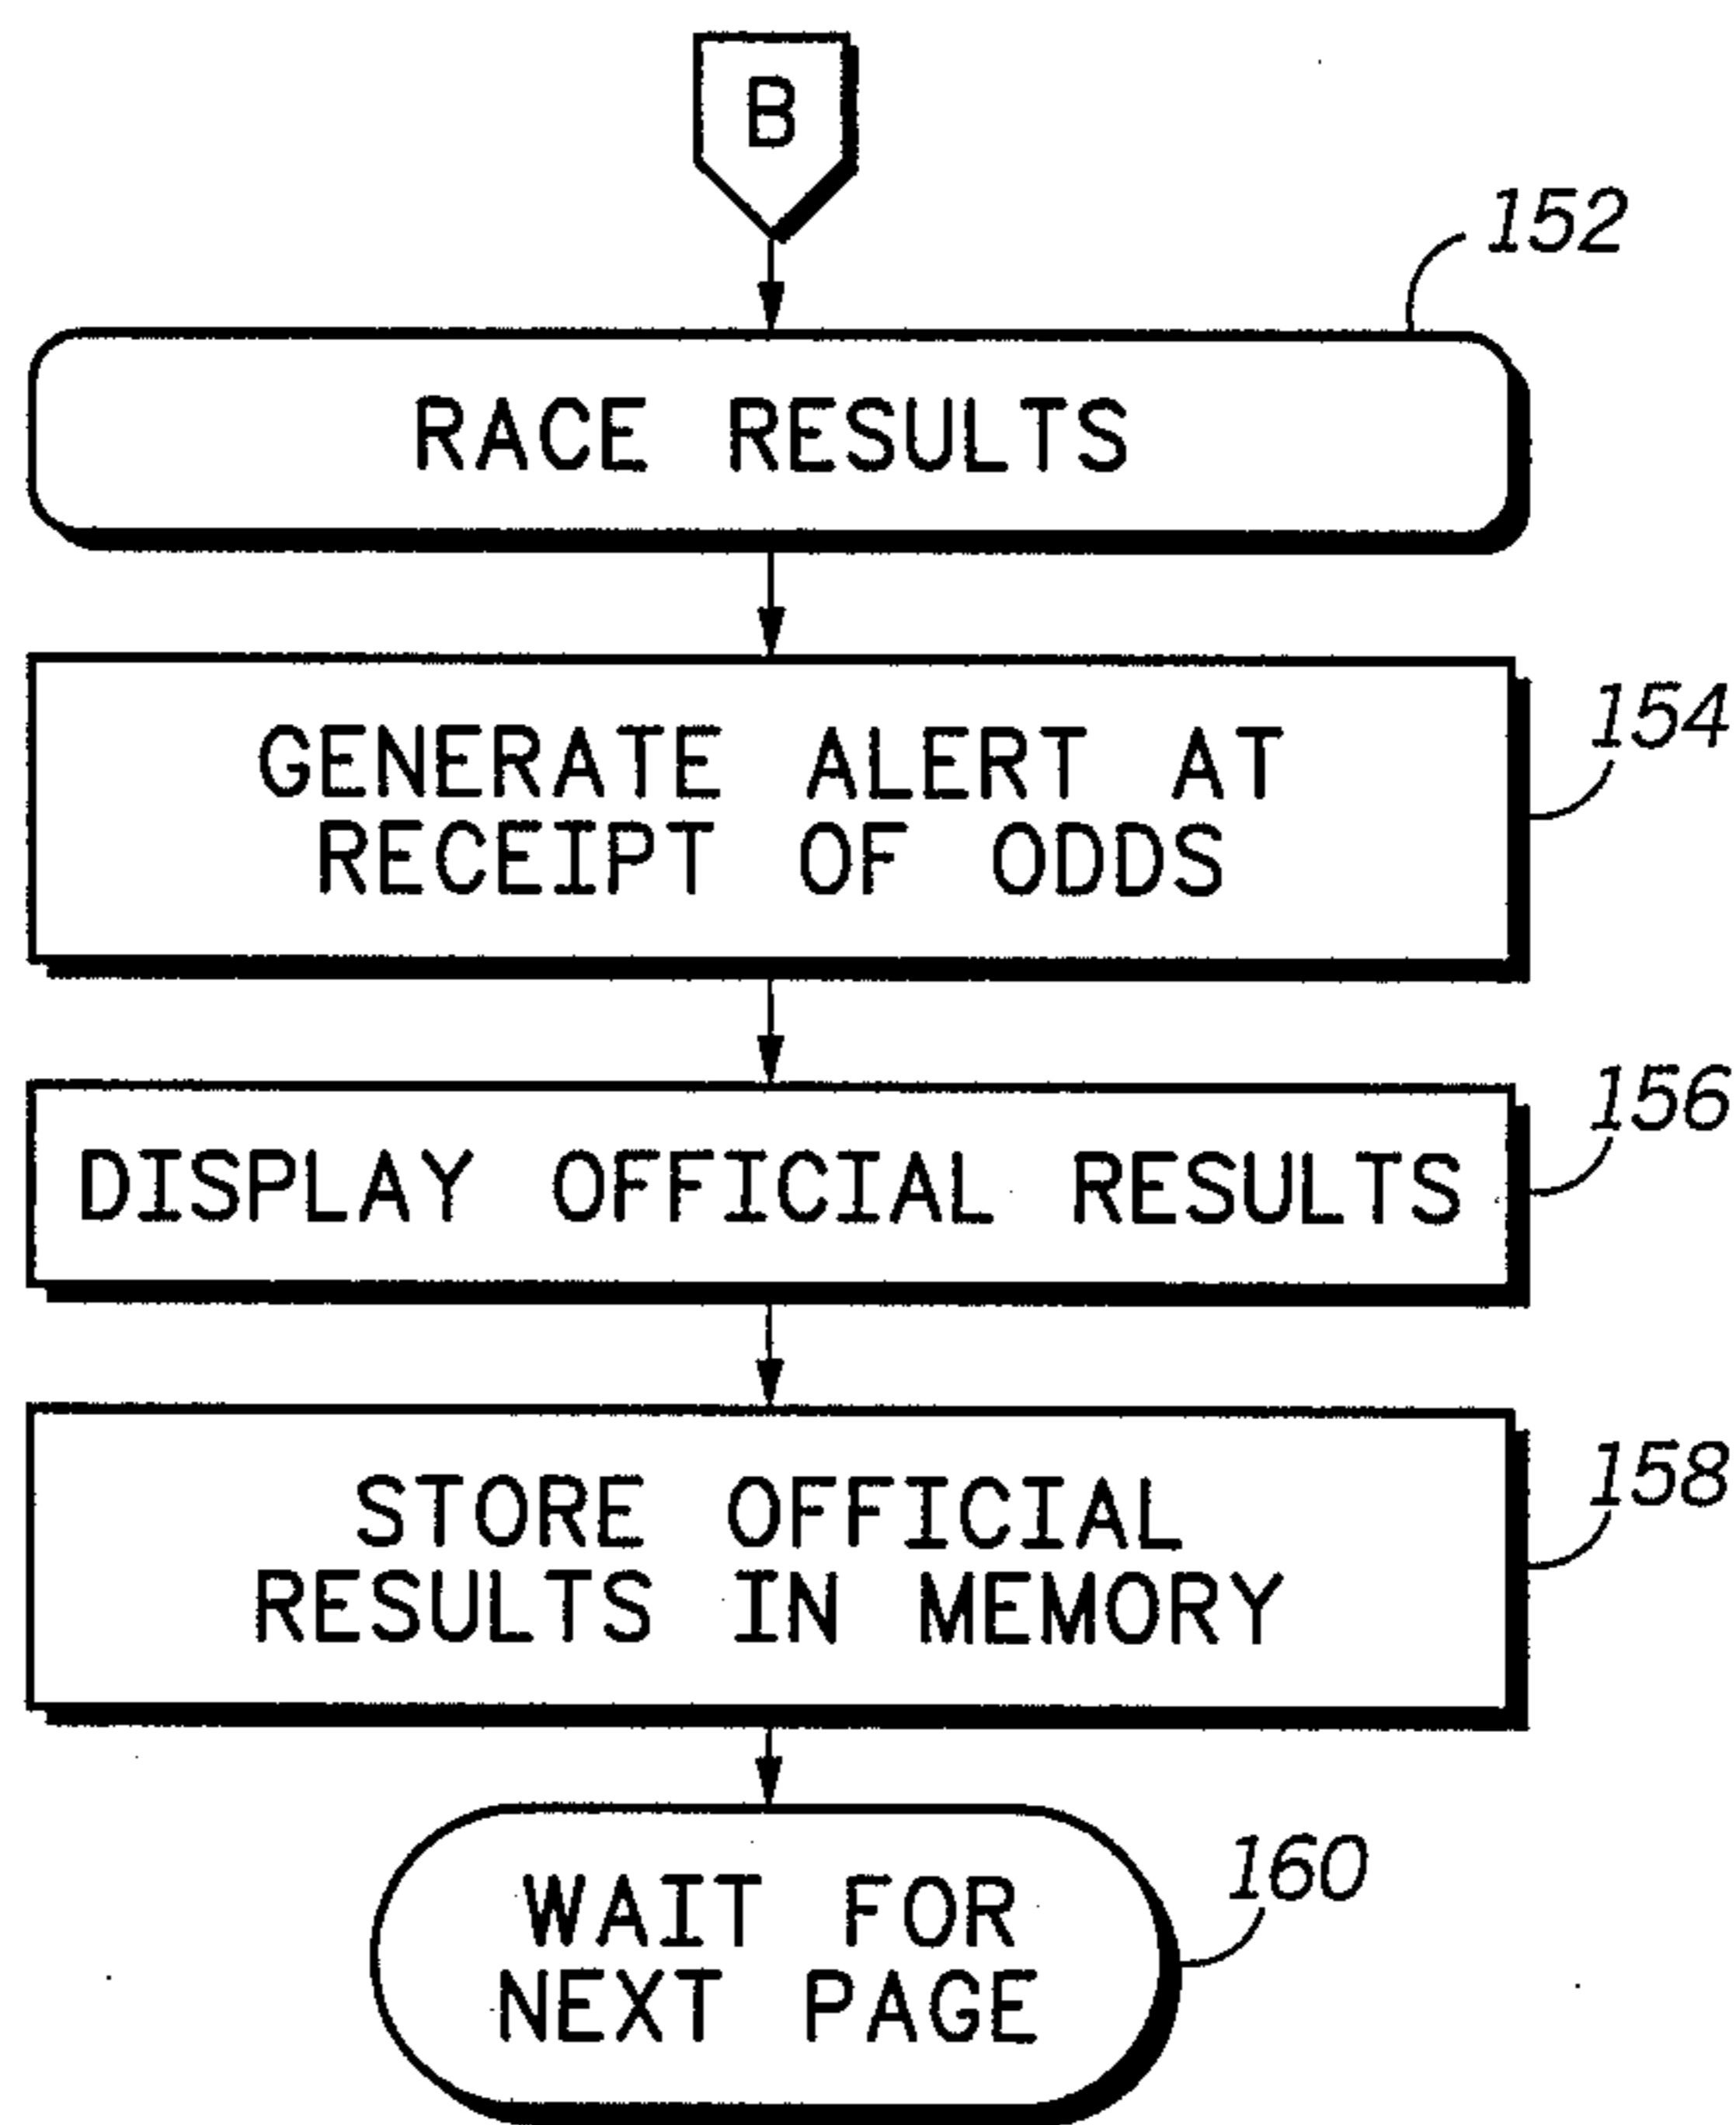 B
152
RACE RESULTS
GENERATE ALERT AT
RECEIPT OF ODDS
154
DISPLAY OFFICIAL RESULTS
156
STORE OFFICIAL
RESULTS IN MEMORY
158
WAIT FOR
NEXT PAGE
160